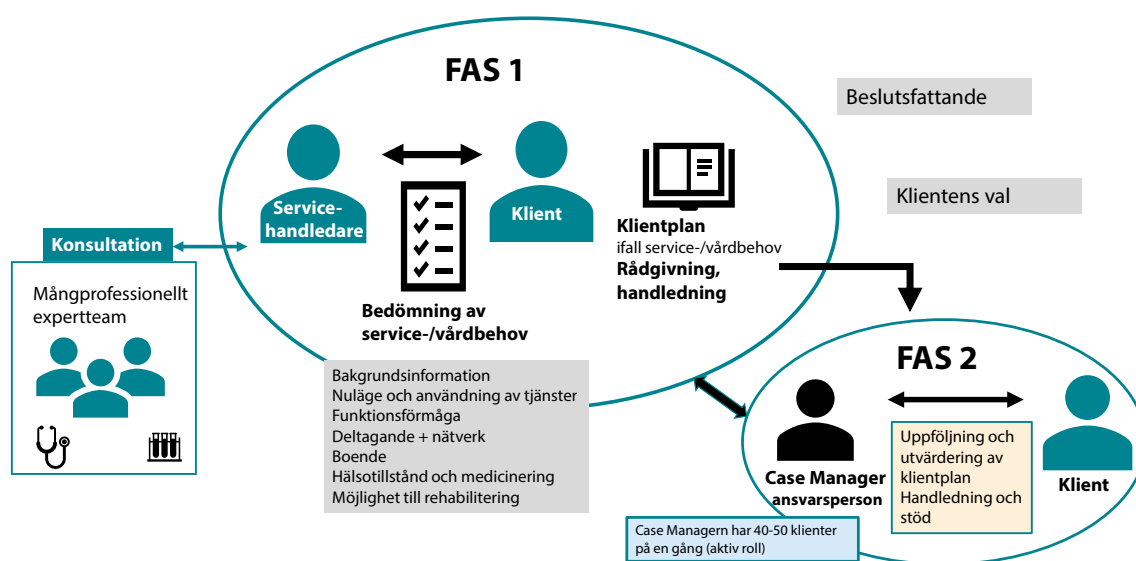 FAS 1
Beslutsfattande
Klientens val
Service-
handledare
Klient
Klientplan
ifall service-/vårdbehov
Rådgivning,
handledning
Konsultation
Mångprofessionellt
expertteam
Bedömning av
service-/vårdbehov
Bakgrundsinformation
Nuläge och användning av tjänster
Funktionsförmåga
Deltagande + nätverk
Boende
Hälsotillstånd och medicinering
Möjlighet till rehabilitering
FAS 2
Case Manager
ansvarsperson
Uppföljning och
utvärdering av
klientplan
Handledning och
stöd
Klient
Case Managern har 40-50 klienter
på en gång (aktiv roll)